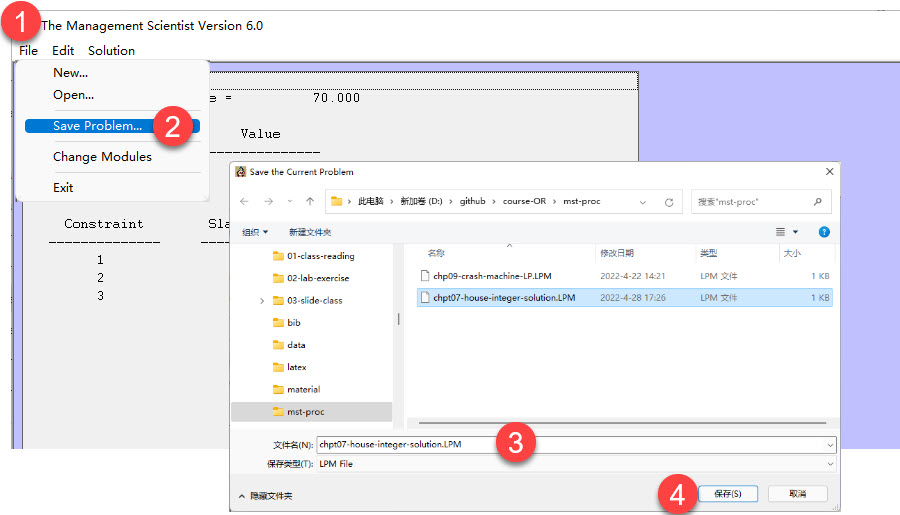 1
The Management Scientist Version 6.0
File Edit Solution
New...
Open...
Save Problem...
2
Change Modules
Exit
e = 70.000
Value
Constraint Sla
1
2
3
Save the Current Problem
此电脑 › 新加卷 (D:) › github › course-OR › mst-proc
搜索"mst-proc"
组织 新建文件夹
名称 修改日期 类型 大小
01-class-reading
02-lab-exercise
03-slide-class
bib
data
latex
material
mst-proc
chp09-crash-machine-LP.LPM 2022-4-22 14:21 LPM 文件 1 KB
chpt07-house-integer-solution.LPM 2022-4-28 17:26 LPM 文件 1 KB
文件名(N): chpt07-house-integer-solution.LPM
3
保存类型(T): LPM File
隐藏文件夹
4
保存(S) 取消